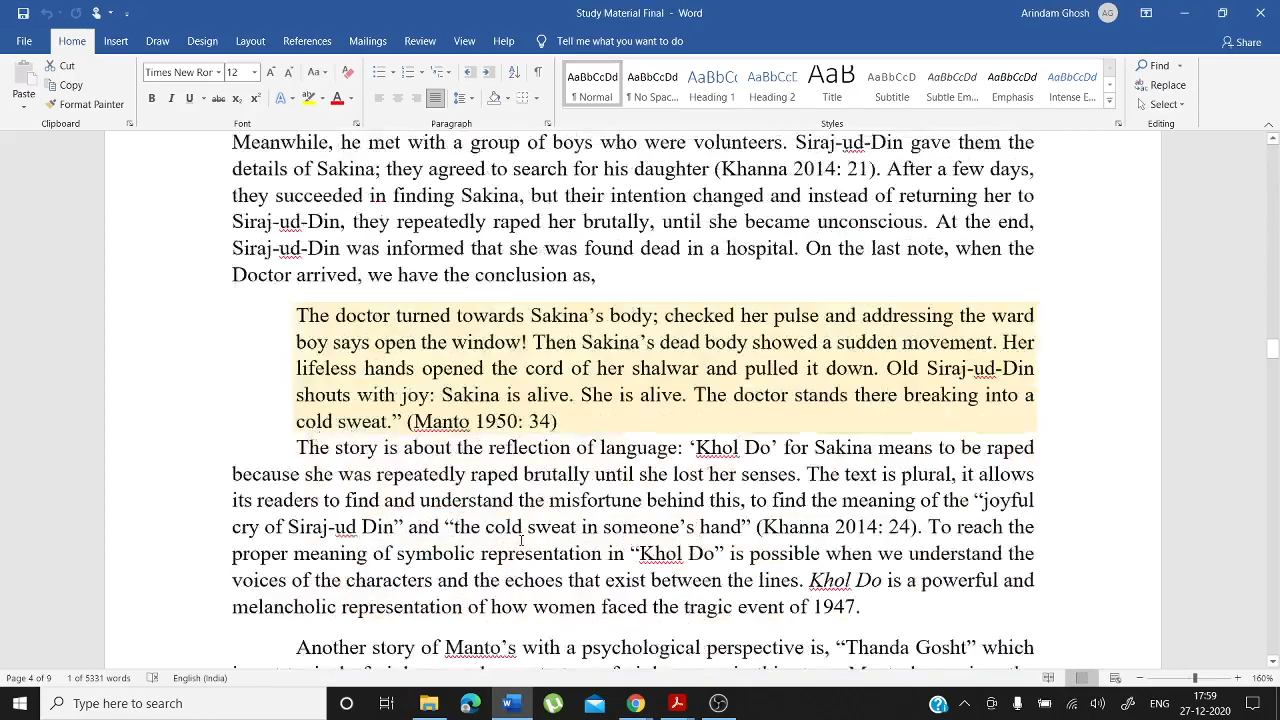 Study Material Final - Word
Arindam Ghosh AG
File Home Insert Draw Design Layout References Mailings Review View Help Tell me what you want to do Share
Paste Cut Copy Format Painter Clipboard
Times New Ror 12 Font
Paragraph
AaBbCcDd ¶ Normal AaBbCcDd ¶ No Spac... AaBbCc Heading 1 AaBbCcE Heading 2 AaB Title AaBbCcD Subtitle AaBbCcDd Subtle Em... AaBbCcDd Emphasis AaBbCcDd Intense E... Styles
Find Replace Select Editing
Meanwhile, he met with a group of boys who were volunteers. Siraj-ud-Din gave them the
details of Sakina; they agreed to search for his daughter (Khanna 2014: 21). After a few days,
they succeeded in finding Sakina, but their intention changed and instead of returning her to
Siraj-ud-Din, they repeatedly raped her brutally, until she became unconscious. At the end,
Siraj-ud-Din was informed that she was found dead in a hospital. On the last note, when the
Doctor arrived, we have the conclusion as,
The doctor turned towards Sakina’s body; checked her pulse and addressing the ward
boy says open the window! Then Sakina’s dead body showed a sudden movement. Her
lifeless hands opened the cord of her shalwar and pulled it down. Old Siraj-ud-Din
shouts with joy: Sakina is alive. She is alive. The doctor stands there breaking into a
cold sweat.” (Manto 1950: 34)
The story is about the reflection of language: ‘Khol Do’ for Sakina means to be raped
because she was repeatedly raped brutally until she lost her senses. The text is plural, it allows
its readers to find and understand the misfortune behind this, to find the meaning of the “joyful
cry of Siraj-ud Din” and “the cold sweat in someone’s hand” (Khanna 2014: 24). To reach the
proper meaning of symbolic representation in “Khol Do” is possible when we understand the
voices of the characters and the echoes that exist between the lines. Khol Do is a powerful and
melancholic representation of how women faced the tragic event of 1947.
Another story of Manto’s with a psychological perspective is, “Thanda Gosht” which
Page 4 of 9 1 of 5331 words English (India) 160%
Type here to search
ENG 17:59
27-12-2020